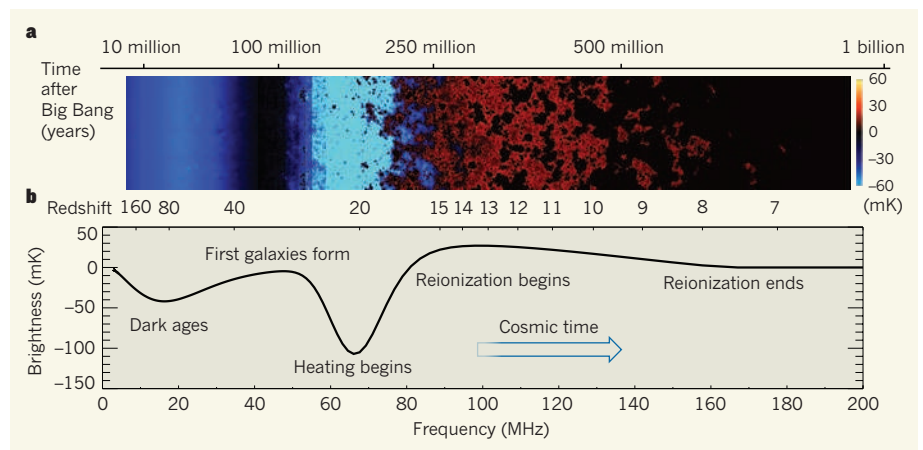 a
10 million 100 million 250 million 500 million 1 billion
Time
after
Big Bang
(years)
60
30
0
–30
–60
(mK)
b
Redshift 160 80 40 20 15 14 13 12 11 10 9 8 7
50
0
–50
–100
–150
Brightness (mK)
First galaxies form
Reionization begins
Reionization ends
Dark ages
Cosmic time
Heating begins
0 20 40 60 80 100 120 140 160 180 200
Frequency (MHz)